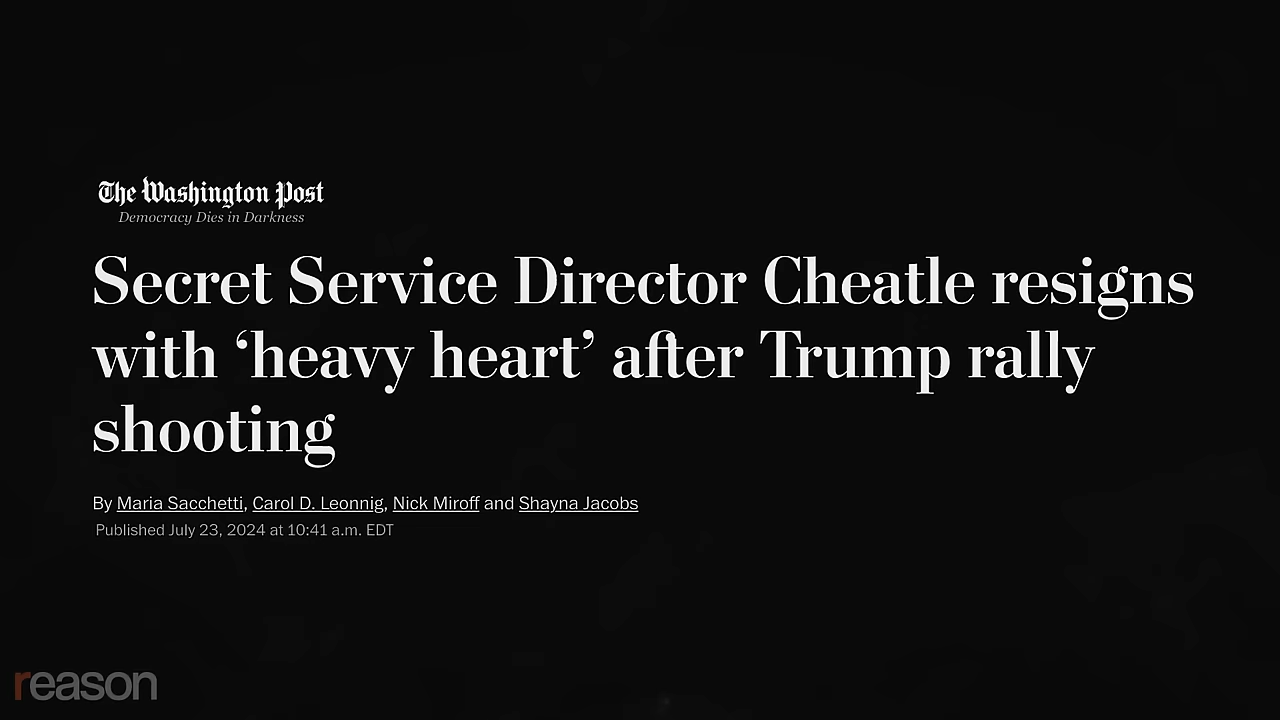 The Washington Post
Democracy Dies in Darkness
Secret Service Director Cheatle resigns
with ‘heavy heart’ after Trump rally
shooting
By Maria Sacchetti, Carol D. Leonnig, Nick Miroff and Shayna Jacobs
Published July 23, 2024 at 10:41 a.m. EDT
reason